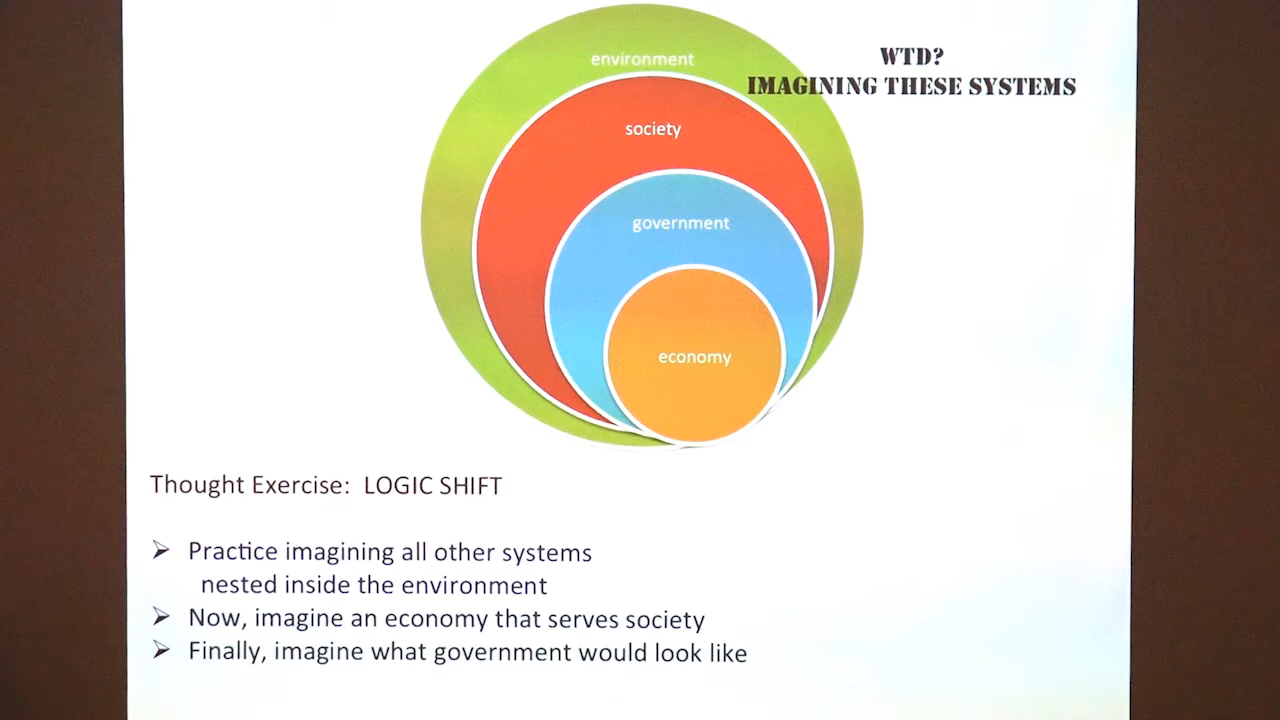 WTD?
IMAGINING THESE SYSTEMS
environment
society
government
economy
Thought Exercise: LOGIC SHIFT
➢ Practice imagining all other systems
nested inside the environment
➢ Now, imagine an economy that serves society
➢ Finally, imagine what government would look like